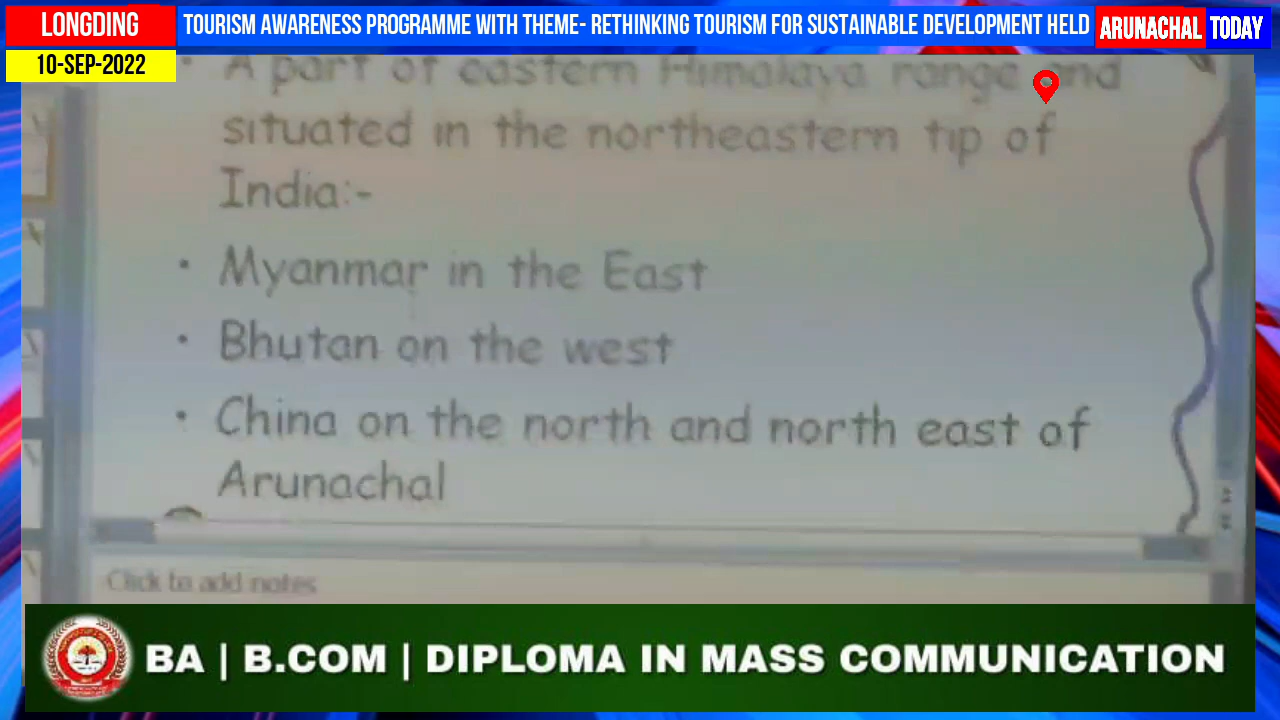 LONGDING
TOURISM AWARENESS PROGRAMME WITH THEME- RETHINKING TOURISM FOR SUSTAINABLE DEVELOPMENT HELD
ARUNACHAL TODAY
10-SEP-2022
• A part of eastern Himalaya range and
situated in the northeastern tip of
India:-
• Myanmar in the East
• Bhutan on the west
• China on the north and north east of
Arunachal
Click to add notes
BA | B.COM | DIPLOMA IN MASS COMMUNICATION